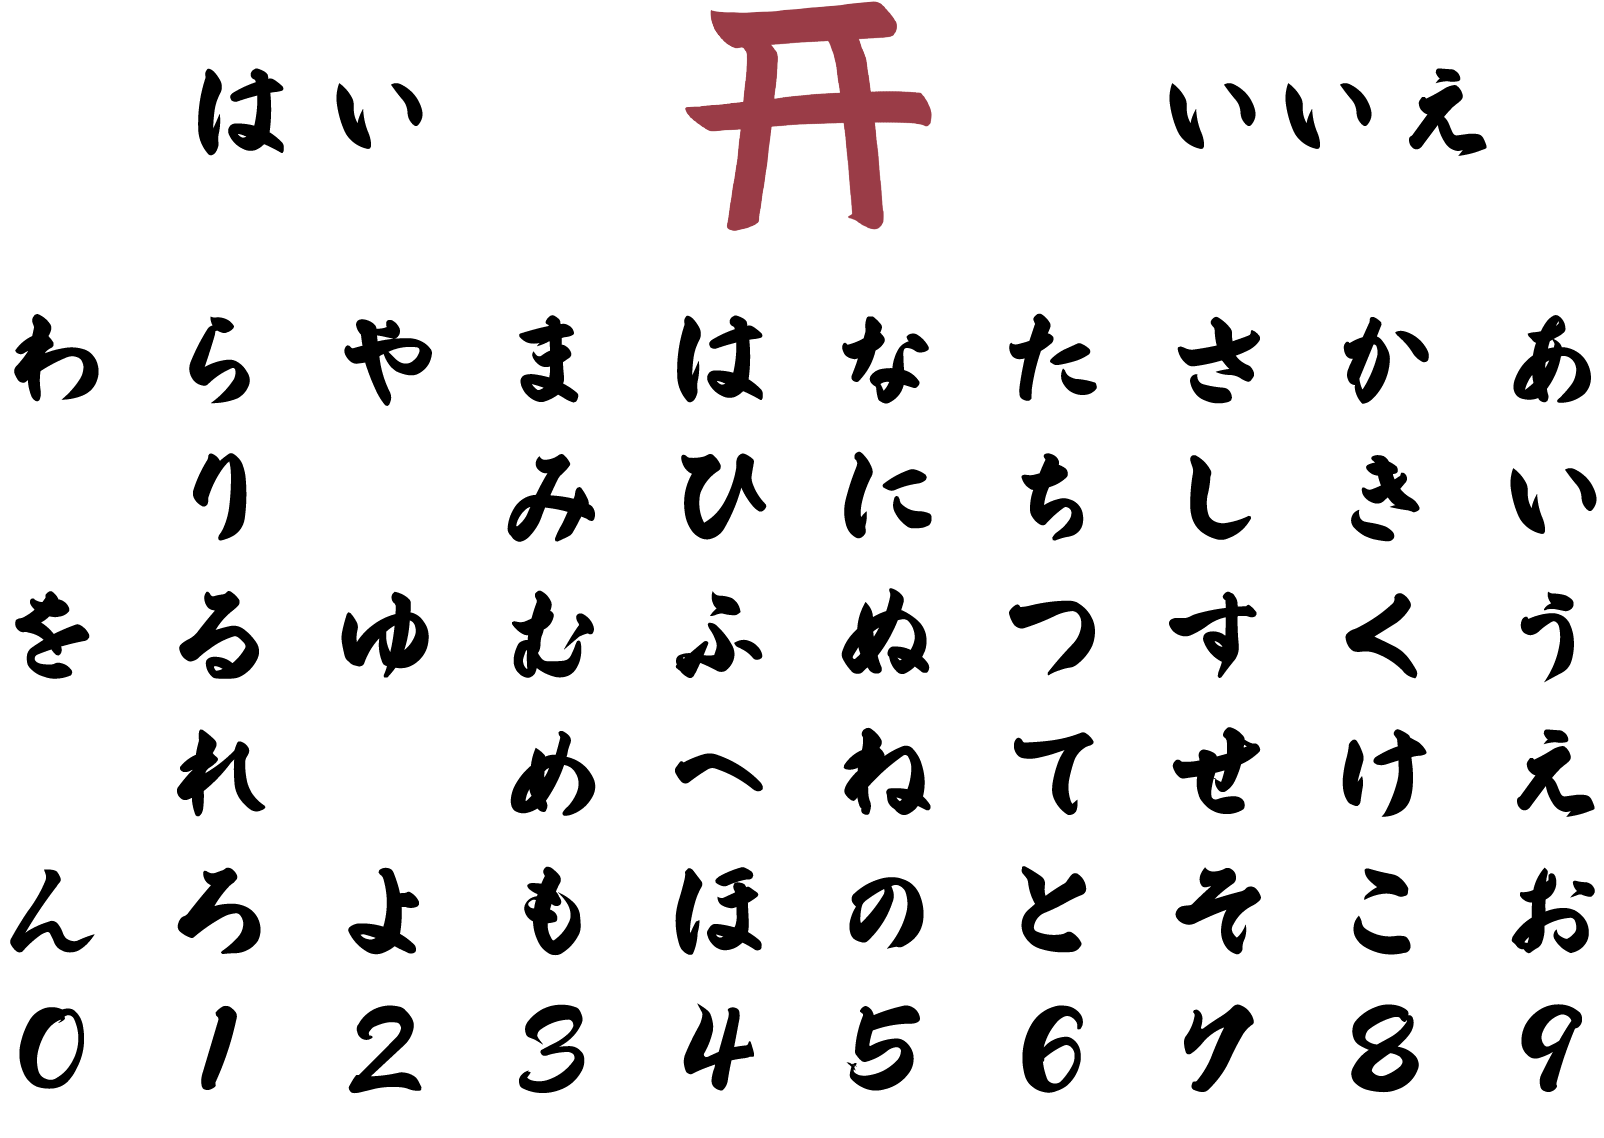 はい いいえ
わ ら や ま は な た さ か あ
り み ひ に ち し き い
を る ゆ む ふ ぬ つ す く う
れ め へ ね て せ け え
ん ろ よ も ほ の と そ こ お
0 1 2 3 4 5 6 7 8 9